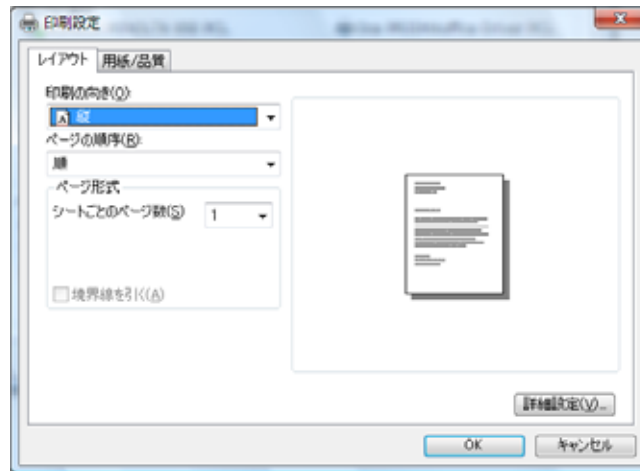 印刷設定
レイアウト 用紙/品質
印刷の向き(O):
縦
ページの順序(R):
順
ページ形式
シートごとのページ数(S) 1
境界線を引く(A)
詳細設定(V)...
OK キャンセル